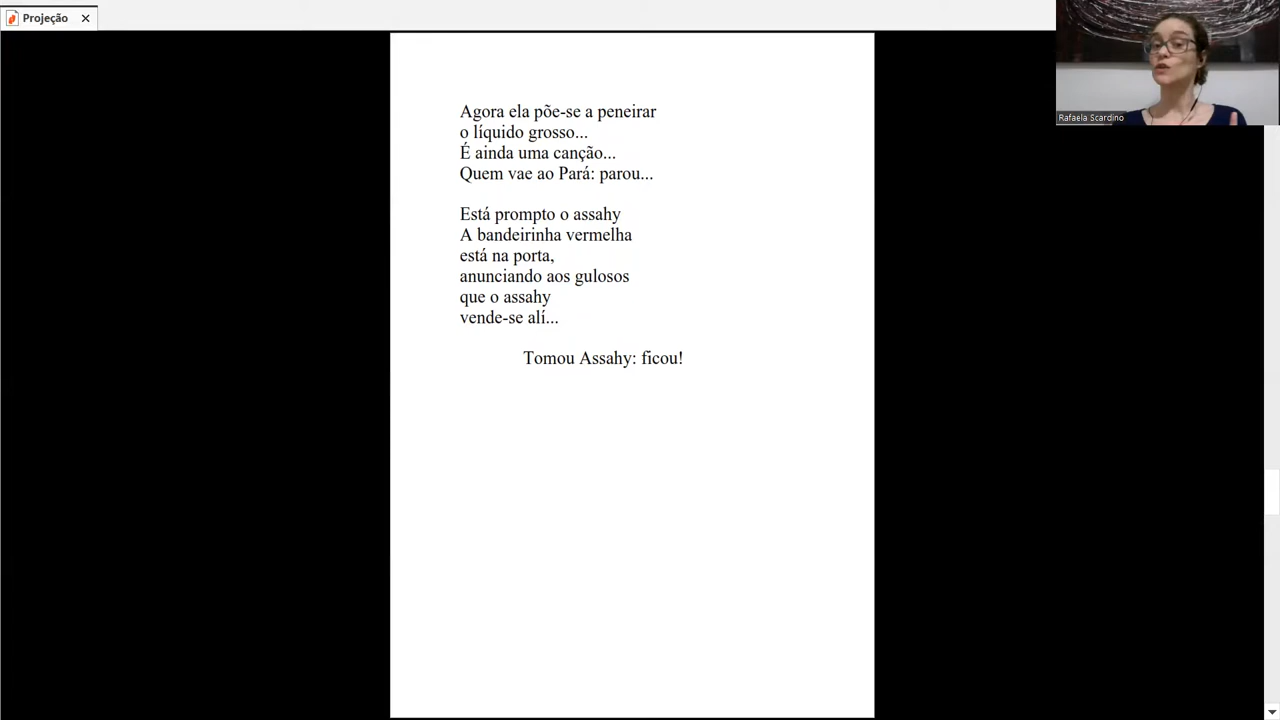 Projeção
Rafaela Scardino
Agora ela põe-se a peneirar
o líquido grosso...
É ainda uma canção...
Quem vae ao Pará: parou...
Está prompto o assahy
A bandeirinha vermelha
está na porta,
anunciando aos gulosos
que o assahy
vende-se alí...
Tomou Assahy: ficou!